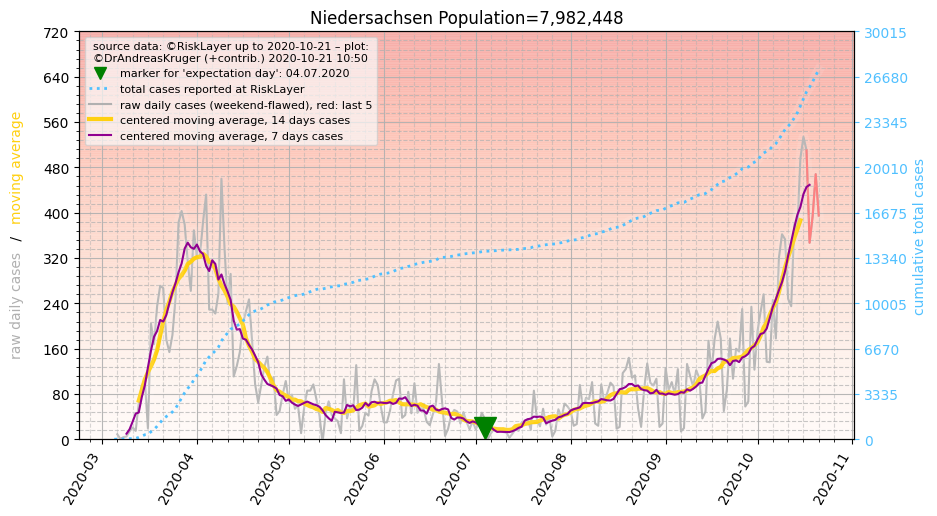 Niedersachsen Population=7,982,448
source data: ©RiskLayer up to 2020-10-21 – plot:
©DrAndreasKruger (+contrib.) 2020-10-21 10:50
marker for 'expectation day': 04.07.2020
total cases reported at RiskLayer
raw daily cases (weekend-flawed), red: last 5
centered moving average, 14 days cases
centered moving average, 7 days cases
raw daily cases / moving average
720
640
560
480
400
320
240
160
80
0
30015
26680
23345
20010
16675
13340
10005
6670
3335
0
cumulative total cases
2020-03
2020-04
2020-05
2020-06
2020-07
2020-08
2020-09
2020-10
2020-11